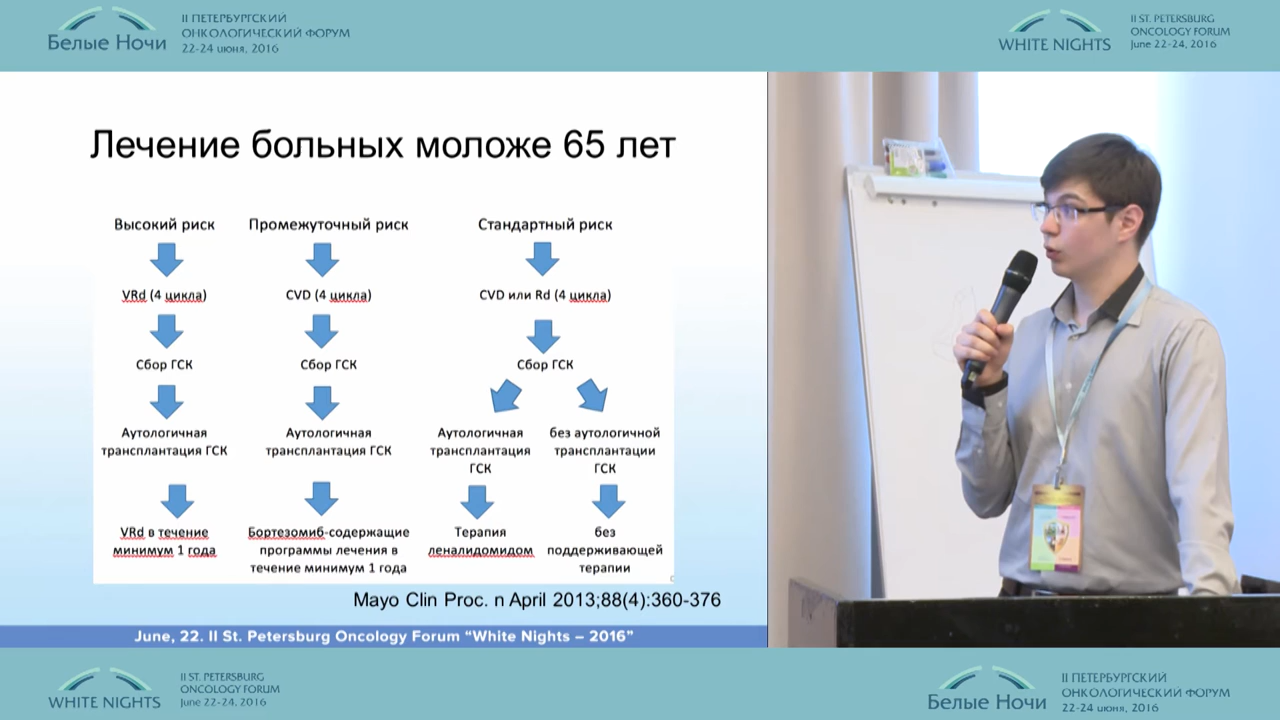 Белые Ночи
II ПЕТЕРБУРГСКИЙ
ОНКОЛОГИЧЕСКИЙ ФОРУМ
22-24 июня, 2016
WHITE NIGHTS
II ST. PETERSBURG
ONCOLOGY FORUM
June 22-24, 2016
Лечение больных моложе 65 лет
Высокий риск
Промежуточный риск
Стандартный риск
VRd (4 цикла)
CVD (4 цикла)
CVD или Rd (4 цикла)
Сбор ГСК
Сбор ГСК
Сбор ГСК
Аутологичная
трансплантация ГСК
Аутологичная
трансплантация ГСК
Аутологичная
трансплантация
ГСК
без аутологичной
трансплантации
ГСК
VRd в течение
минимум 1 года
Бортезомиб-содержащие
программы лечения в
течение минимум 1 года
Терапия
леналидомидом
без
поддерживающей
терапии
Mayo Clin Proc. n April 2013;88(4):360-376
June, 22. II St. Petersburg Oncology Forum “White Nights – 2016”
WHITE NIGHTS
II ST. PETERSBURG
ONCOLOGY FORUM
June 22-24, 2016
Белые Ночи
II ПЕТЕРБУРГСКИЙ
ОНКОЛОГИЧЕСКИЙ ФОРУМ
22-24 июня, 2016